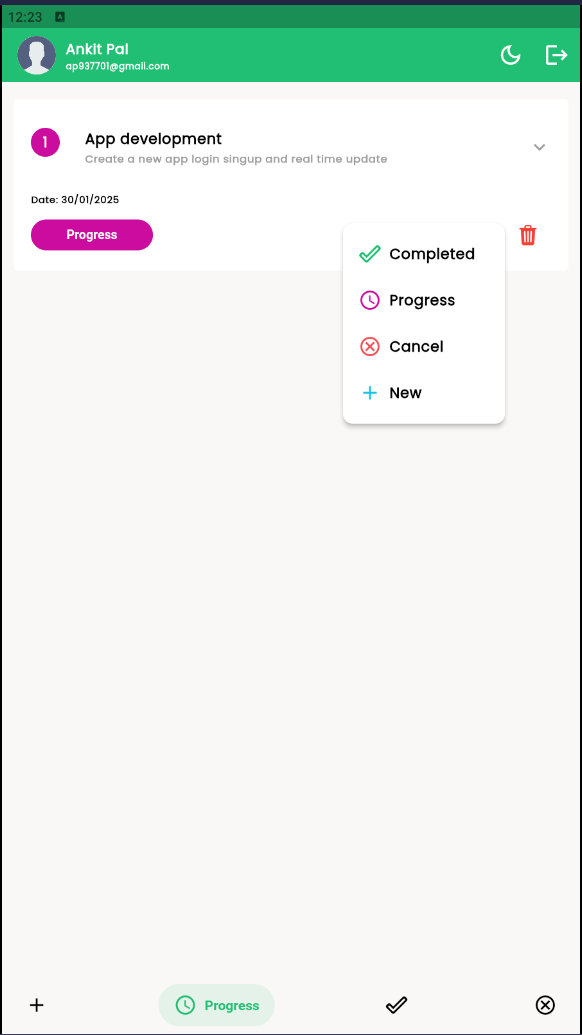 12:23 A
Ankit Pal
ap937701@gmail.com
1
App development
Create a new app login singup and real time update
Date: 30/01/2025
Progress
Completed
Progress
Cancel
New
Progress